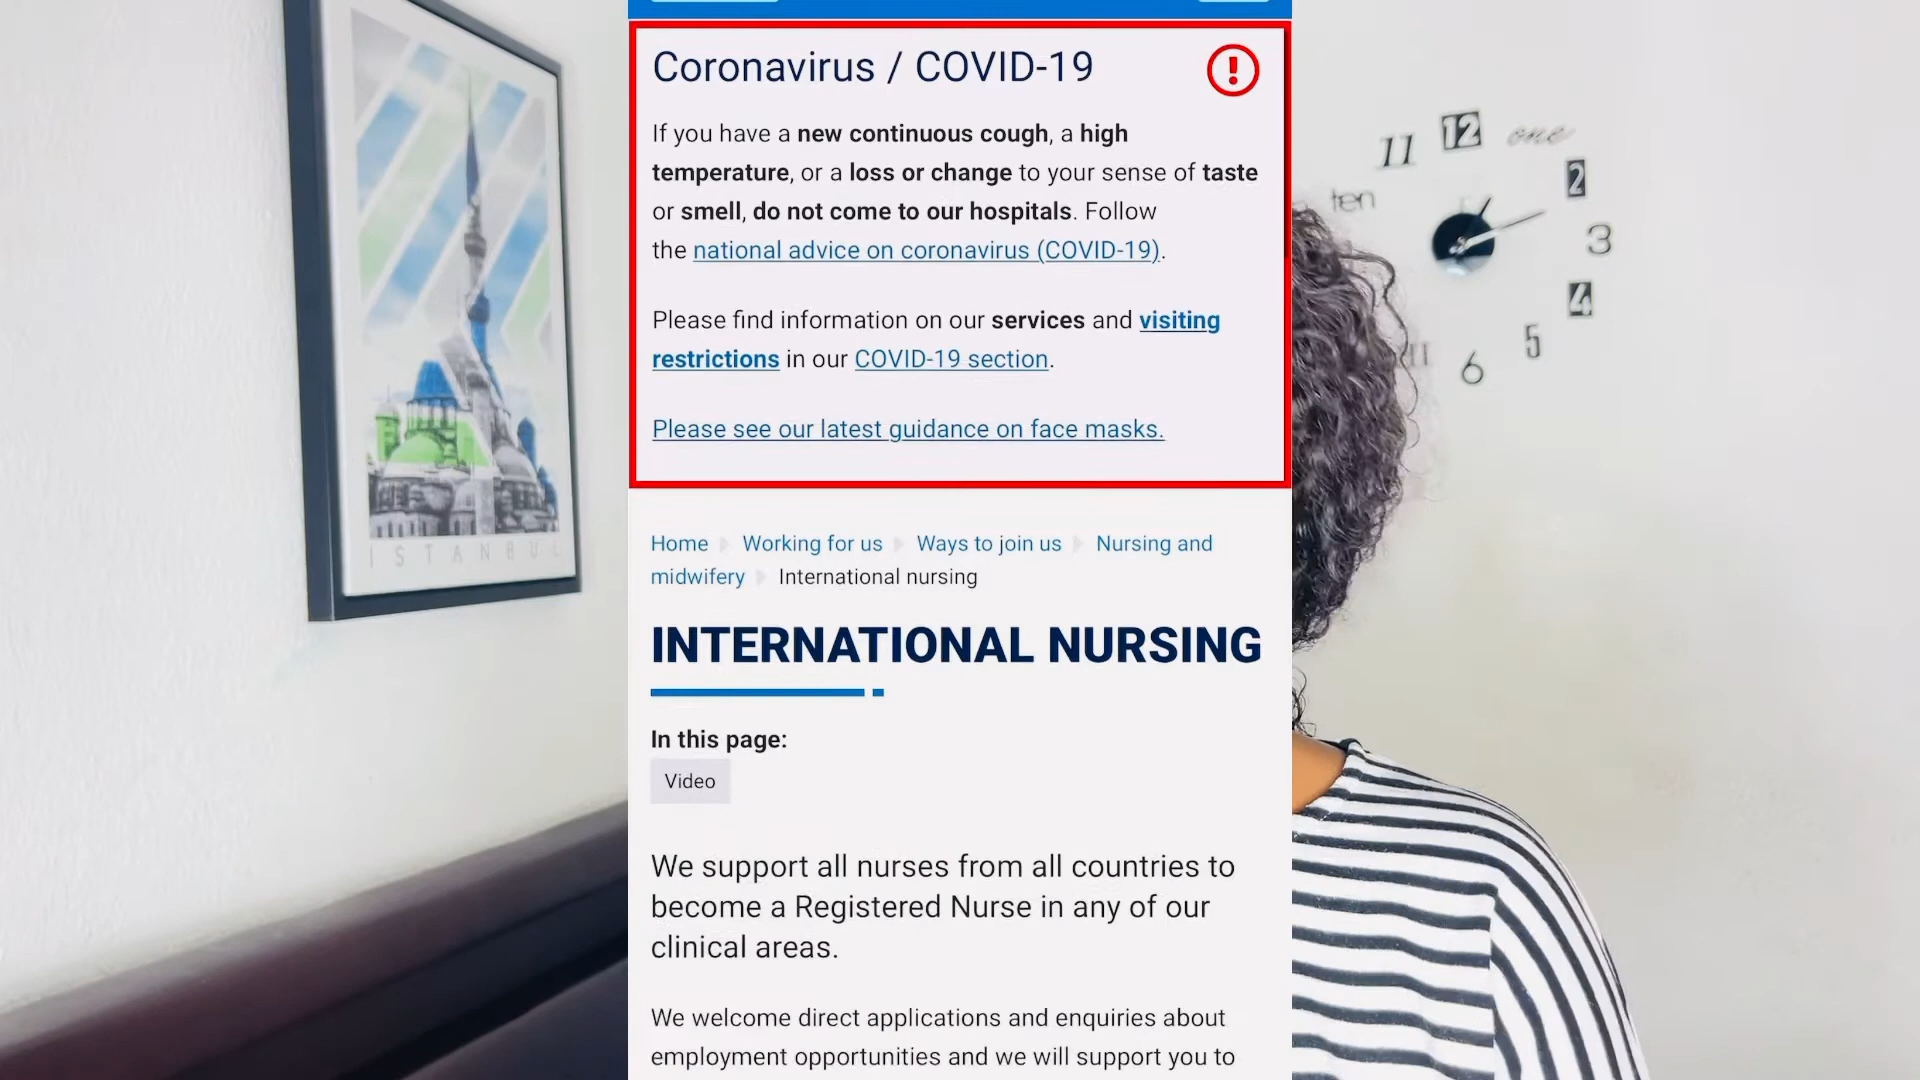 Coronavirus / COVID-19
If you have a new continuous cough, a high
temperature, or a loss or change to your sense of taste
or smell, do not come to our hospitals. Follow
the national advice on coronavirus (COVID-19).
Please find information on our services and visiting
restrictions in our COVID-19 section.
Please see our latest guidance on face masks.
Home Working for us Ways to join us Nursing and
midwifery International nursing
INTERNATIONAL NURSING
In this page:
Video
We support all nurses from all countries to
become a Registered Nurse in any of our
clinical areas.
We welcome direct applications and enquiries about
employment opportunities and we will support you to
ISTANBUL
11 12 one
ten 2
3
4
5
6